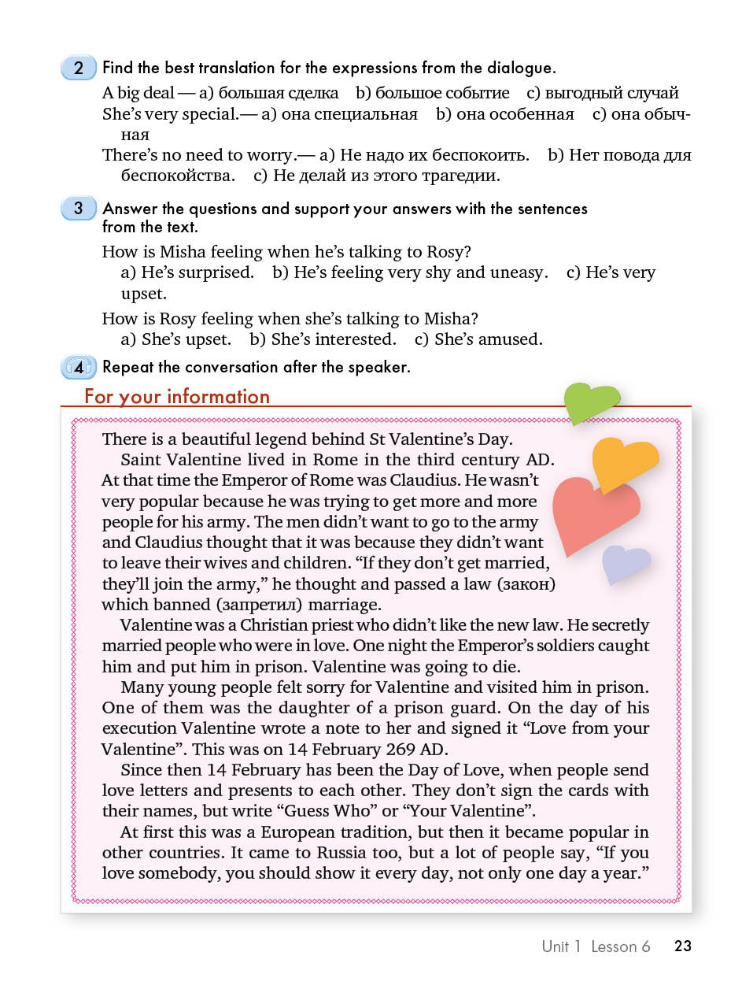 2 Find the best translation for the expressions from the dialogue.
A big deal — a) большая сделка b) большое событие c) выгодный случай
She’s very special.— a) она специальная b) она особенная c) она обыч-
ная
There’s no need to worry.— a) Не надо их беспокоить. b) Нет повода для
беспокойства. c) Не делай из этого трагедии.
3 Answer the questions and support your answers with the sentences
from the text.
How is Misha feeling when he’s talking to Rosy?
a) He’s surprised. b) He’s feeling very shy and uneasy. c) He’s very
upset.
How is Rosy feeling when she’s talking to Misha?
a) She’s upset. b) She’s interested. c) She’s amused.
4 Repeat the conversation after the speaker.
For your information
There is a beautiful legend behind St Valentine’s Day.
Saint Valentine lived in Rome in the third century AD.
At that time the Emperor of Rome was Claudius. He wasn’t
very popular because he was trying to get more and more
people for his army. The men didn’t want to go to the army
and Claudius thought that it was because they didn’t want
to leave their wives and children. “If they don’t get married,
they’ll join the army,” he thought and passed a law (закон)
which banned (запретил) marriage.
Valentine was a Christian priest who didn’t like the new law. He secretly
married people who were in love. One night the Emperor’s soldiers caught
him and put him in prison. Valentine was going to die.
Many young people felt sorry for Valentine and visited him in prison.
One of them was the daughter of a prison guard. On the day of his
execution Valentine wrote a note to her and signed it “Love from your
Valentine”. This was on 14 February 269 AD.
Since then 14 February has been the Day of Love, when people send
love letters and presents to each other. They don’t sign the cards with
their names, but write “Guess Who” or “Your Valentine”.
At first this was a European tradition, but then it became popular in
other countries. It came to Russia too, but a lot of people say, “If you
love somebody, you should show it every day, not only one day a year.”
Unit 1 Lesson 6 23